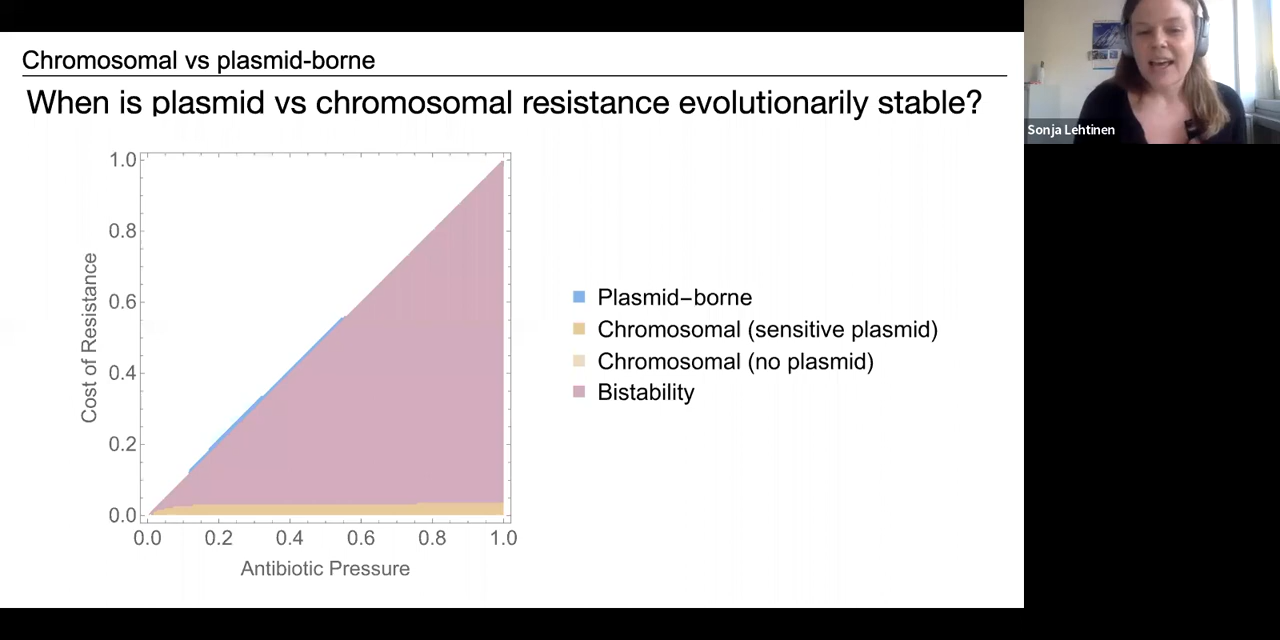 Chromosomal vs plasmid-borne
When is plasmid vs chromosomal resistance evolutionarily stable?
Sonja Lehtinen
1.0
0.8
0.6
0.4
0.2
0.0
Cost of Resistance
0.0 0.2 0.4 0.6 0.8 1.0
Antibiotic Pressure
Plasmid−borne
Chromosomal (sensitive plasmid)
Chromosomal (no plasmid)
Bistability